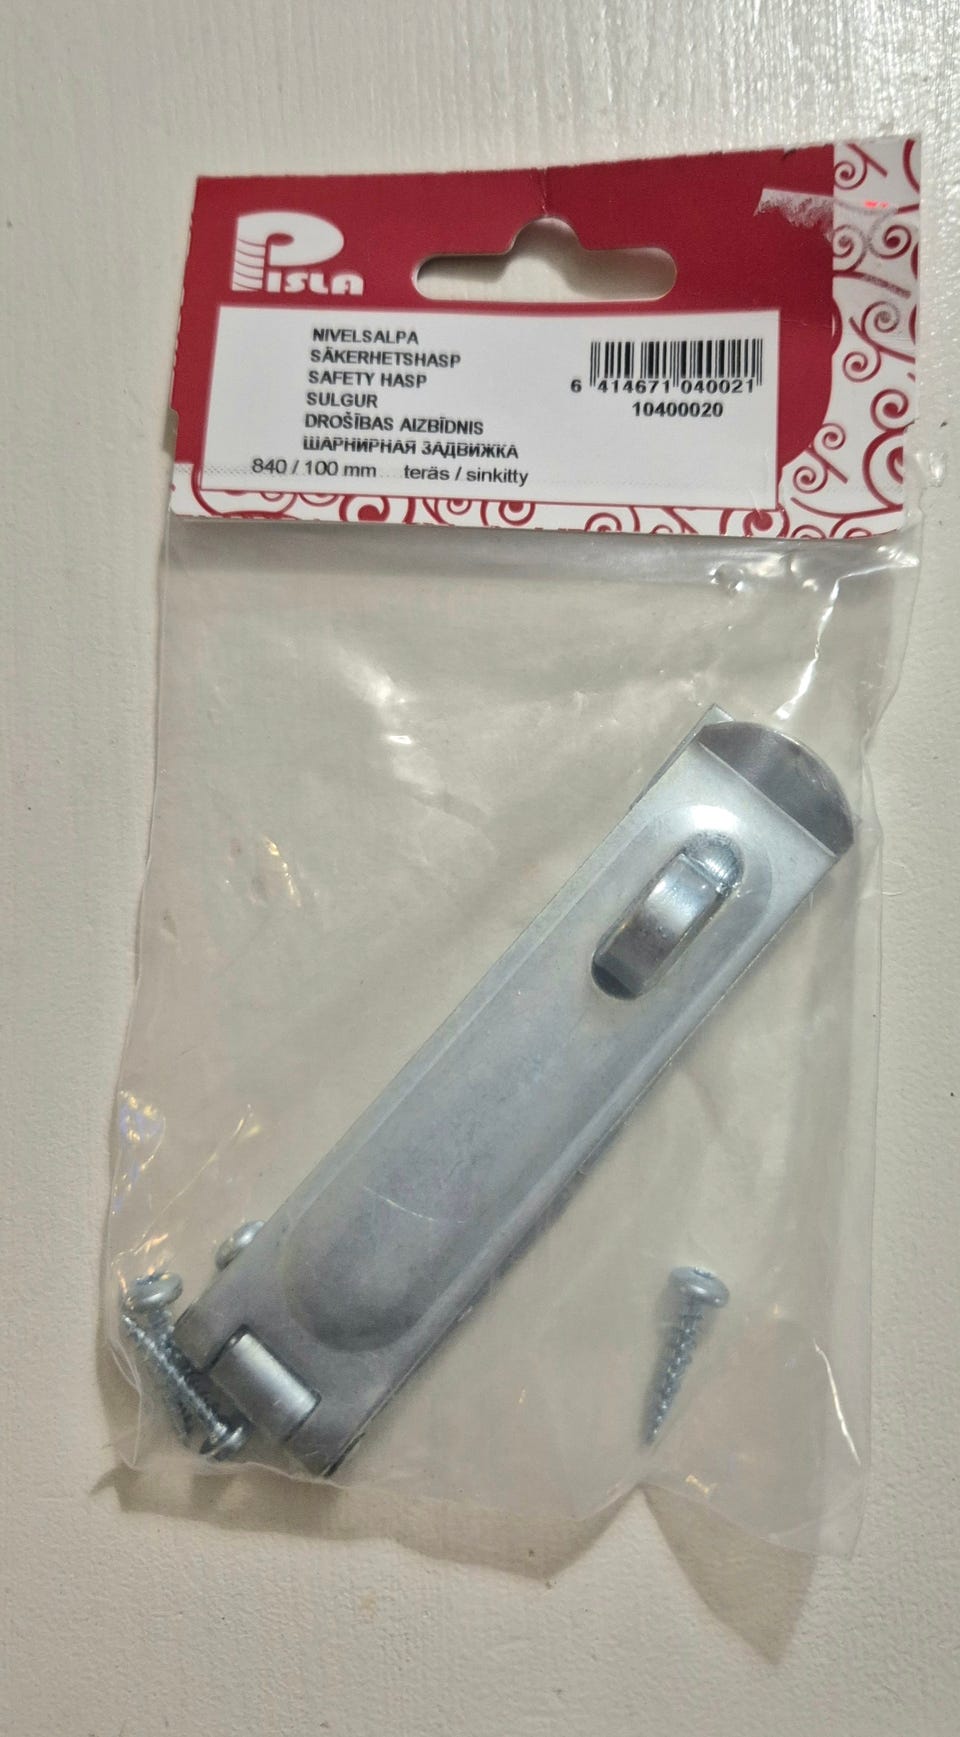 PISLA
NIVELSALPA
SÄKERHETSHASP
SAFETY HASP
SULGUR
DROŠĪBAS AIZBĪDNIS
ШАРНИРНАЯ ЗАДВИЖКА
840 / 100 mm teräs / sinkitty
6 414671 040021
10400020